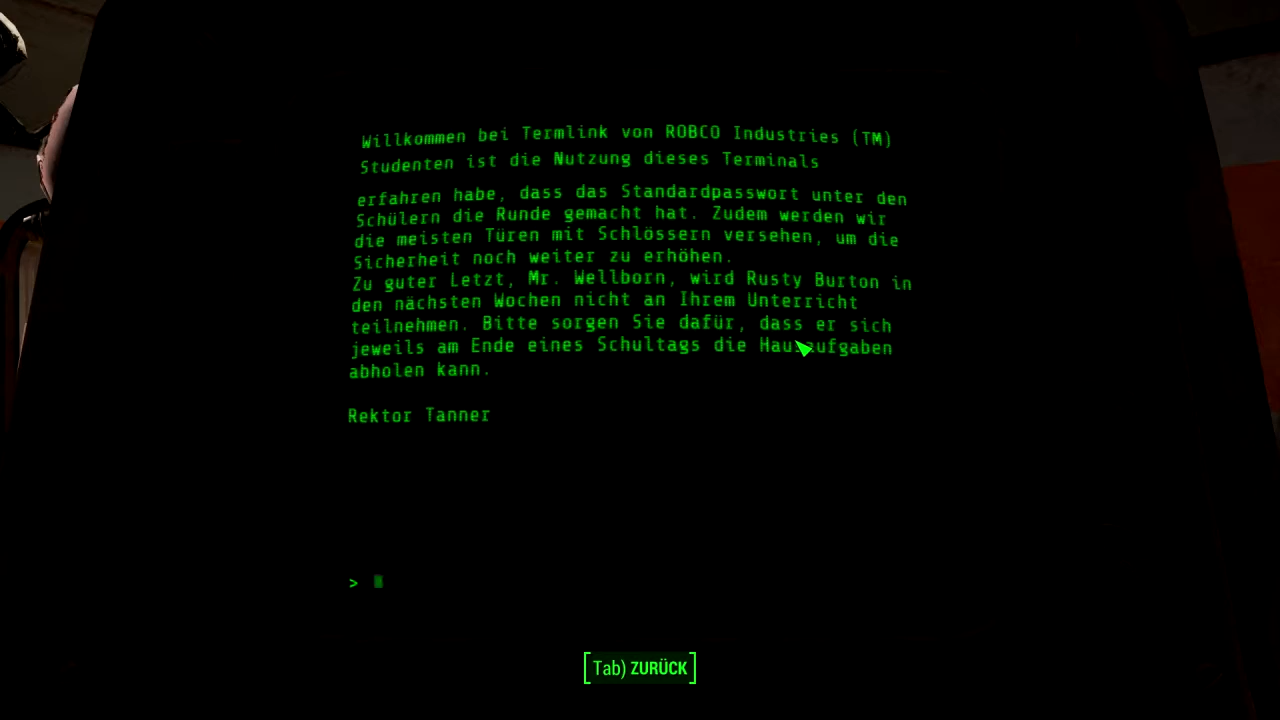 Willkommen bei Termlink von ROBCO Industries (TM)
Studenten ist die Nutzung dieses Terminals
erfahren habe, dass das Standardpasswort unter den
Schülern die Runde gemacht hat. Zudem werden wir
die meisten Türen mit Schlössern versehen, um die
Sicherheit noch weiter zu erhöhen.
Zu guter Letzt, Mr. Wellborn, wird Rusty Burton in
den nächsten Wochen nicht an Ihrem Unterricht
teilnehmen. Bitte sorgen Sie dafür, dass er sich
jeweils am Ende eines Schultags die Hausaufgaben
abholen kann.
Rektor Tanner
>
Tab) ZURÜCK